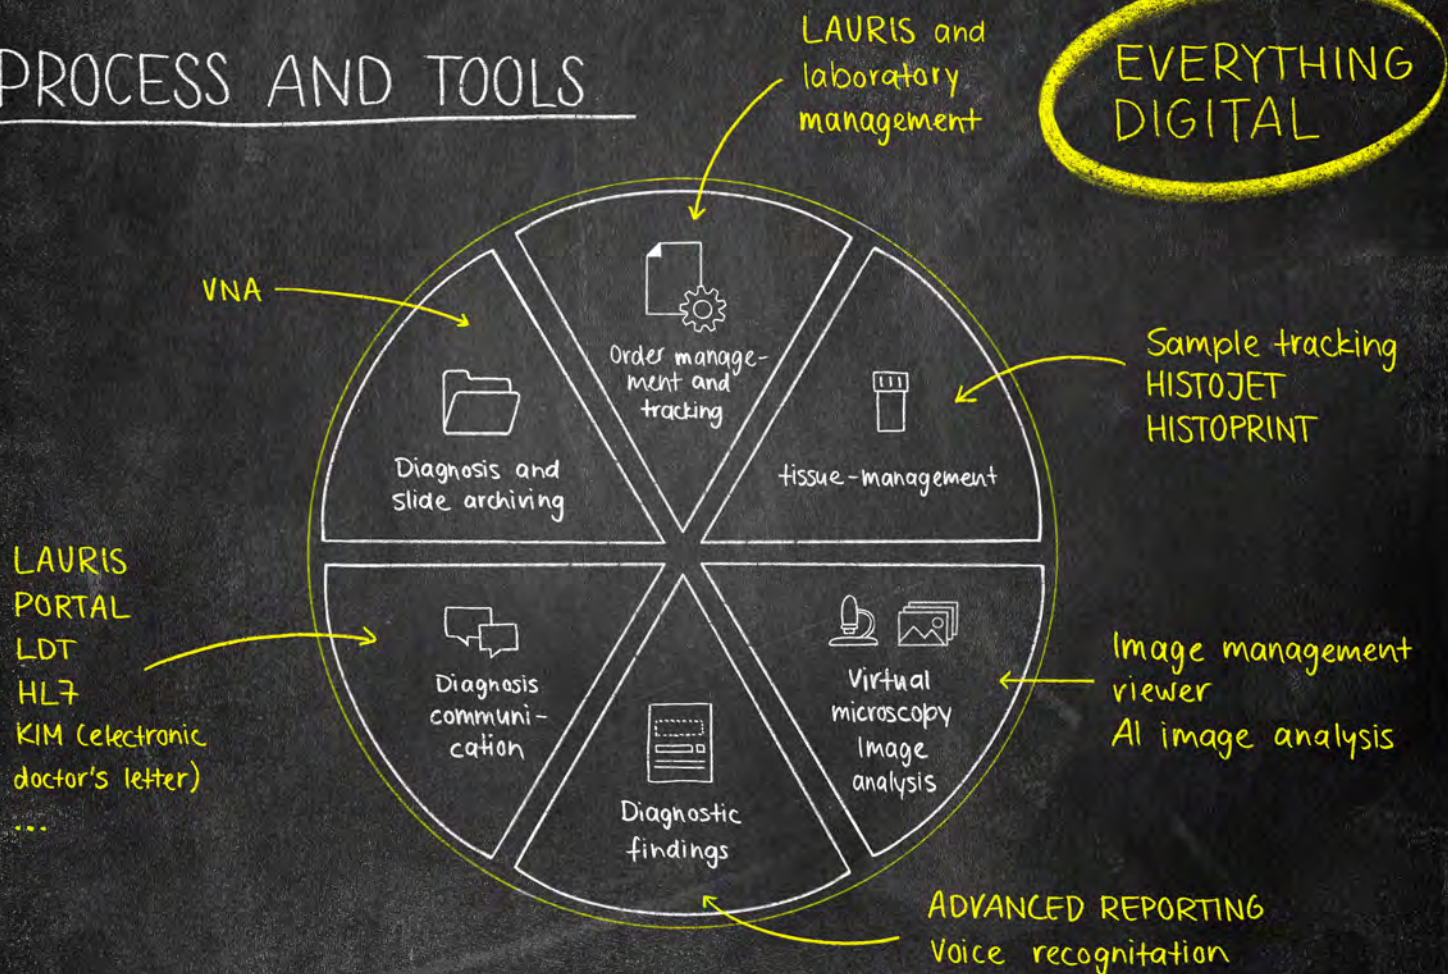 PROCESS AND TOOLS
EVERYTHING
DIGITAL
LAURIS and
laboratory
management
Order manage-
ment and
tracking
Sample tracking
HISTOJET
HISTOPRINT
tissue-management
Image management
viewer
AI image analysis
Virtual
microscopy
Image
analysis
ADVANCED REPORTING
Voice recognitation
Diagnostic
findings
LAURIS
PORTAL
LDT
HL7
KIM (electronic
doctor's letter)
...
Diagnosis
communi-
cation
VNA
Diagnosis and
slide archiving